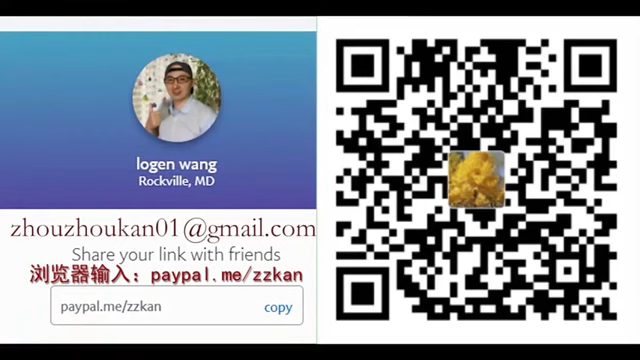 logen wang
Rockville, MD
zhouzhoukan01@gmail.com
Share your link with friends
浏览器输入：paypal.me/zzkan
paypal.me/zzkan copy